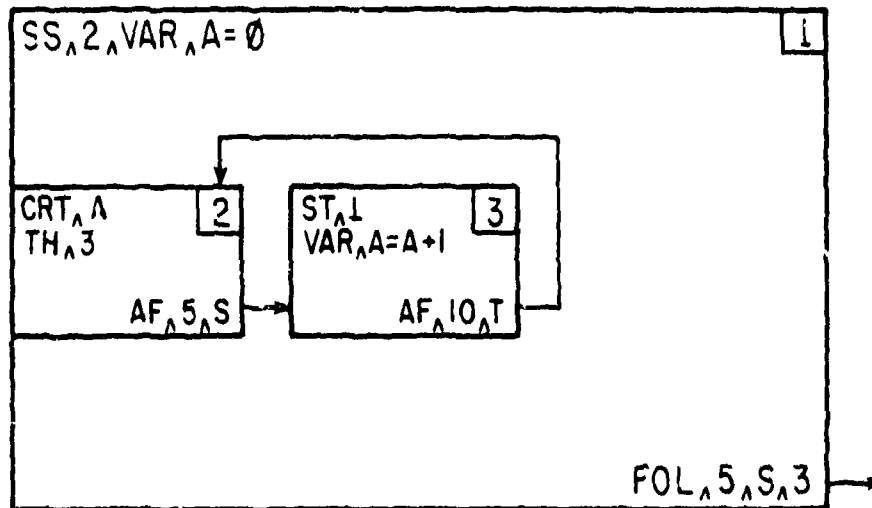 SS‸2‸VAR‸A=Ø
1
CRT‸A
2
TH‸3
AF‸5‸S
ST‸1
3
VAR‸A=A+1
AF‸10‸T
FOL‸5‸S‸3